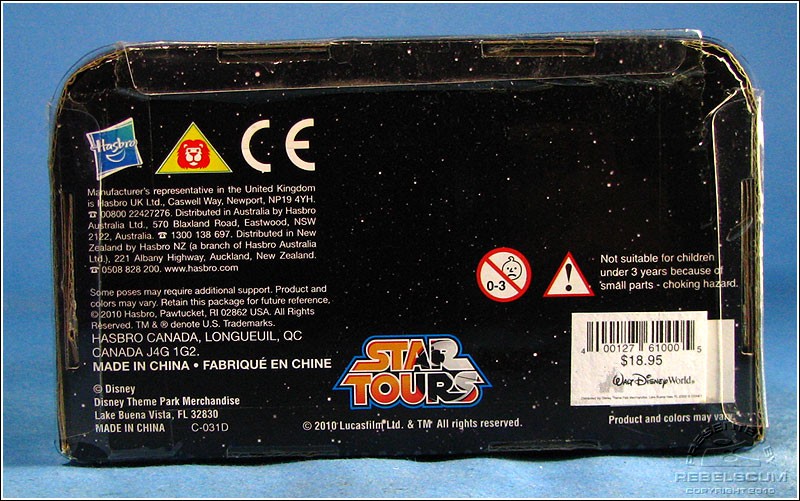 Hasbro
CE
Manufacturer's representative in the United Kingdom
is Hasbro UK Ltd., Caswell Way, Newport, NP19 4YH.
☎ 00800 22427276. Distributed in Australia by Hasbro
Australia Ltd., 570 Blaxland Road, Eastwood, NSW
2122, Australia. ☎ 1300 138 697. Distributed in New
Zealand by Hasbro NZ (a branch of Hasbro Australia
Ltd.), 221 Albany Highway, Auckland, New Zealand.
☎ 0508 828 200. www.hasbro.com
Some poses may require additional support. Product and
colors may vary. Retain this package for future reference.
© 2010 Hasbro, Pawtucket, RI 02862 USA. All Rights
Reserved. TM & ® denote U.S. Trademarks.
HASBRO CANADA, LONGUEUIL, QC
CANADA J4G 1G2.
MADE IN CHINA • FABRIQUÉ EN CHINE
© Disney
Disney Theme Park Merchandise
Lake Buena Vista, FL 32830
MADE IN CHINA C-031D
STAR
TOURS
© 2010 Lucasfilm Ltd. & TM All rights reserved.
0-3
Not suitable for children
under 3 years because of
small parts - choking hazard.
4 00127 61000 5
$18.95
Walt Disney World
Product and colors may vary.
REBELSCUM